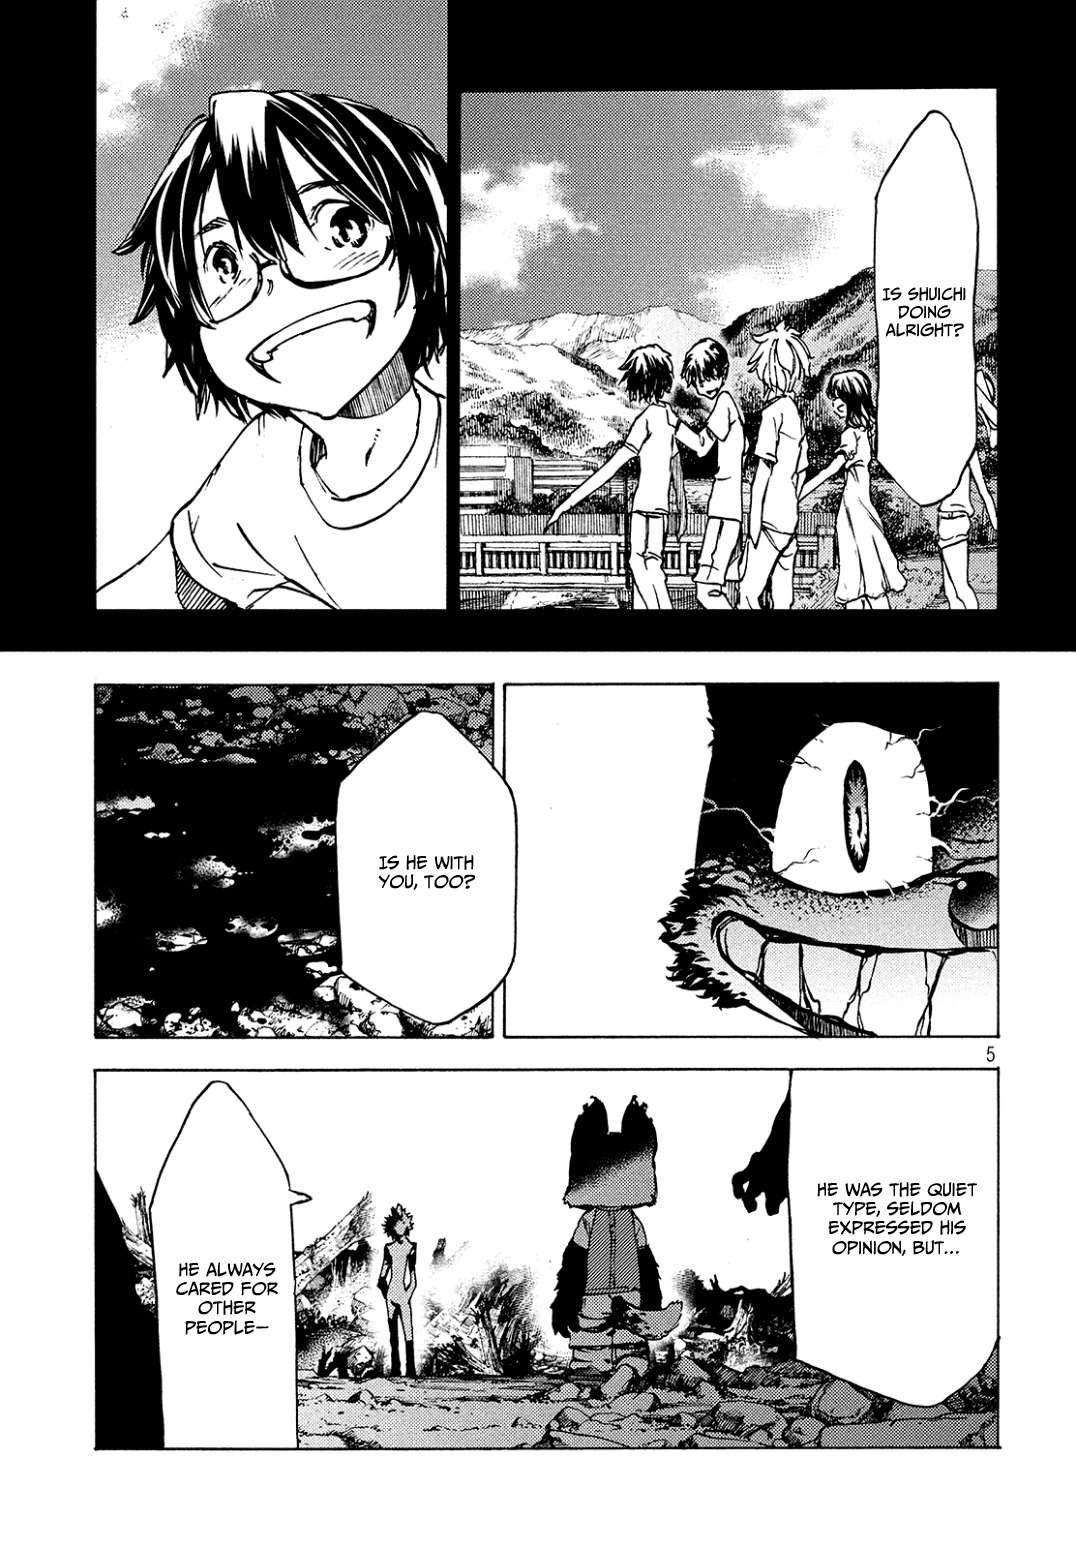 IS SHUICHI
DOING
ALRIGHT?
IS HE WITH
YOU, TOO?
5
HE WAS THE QUIET
TYPE, SELDOM
EXPRESSED HIS
OPINION, BUT...
HE ALWAYS
CARED FOR
OTHER
PEOPLE—